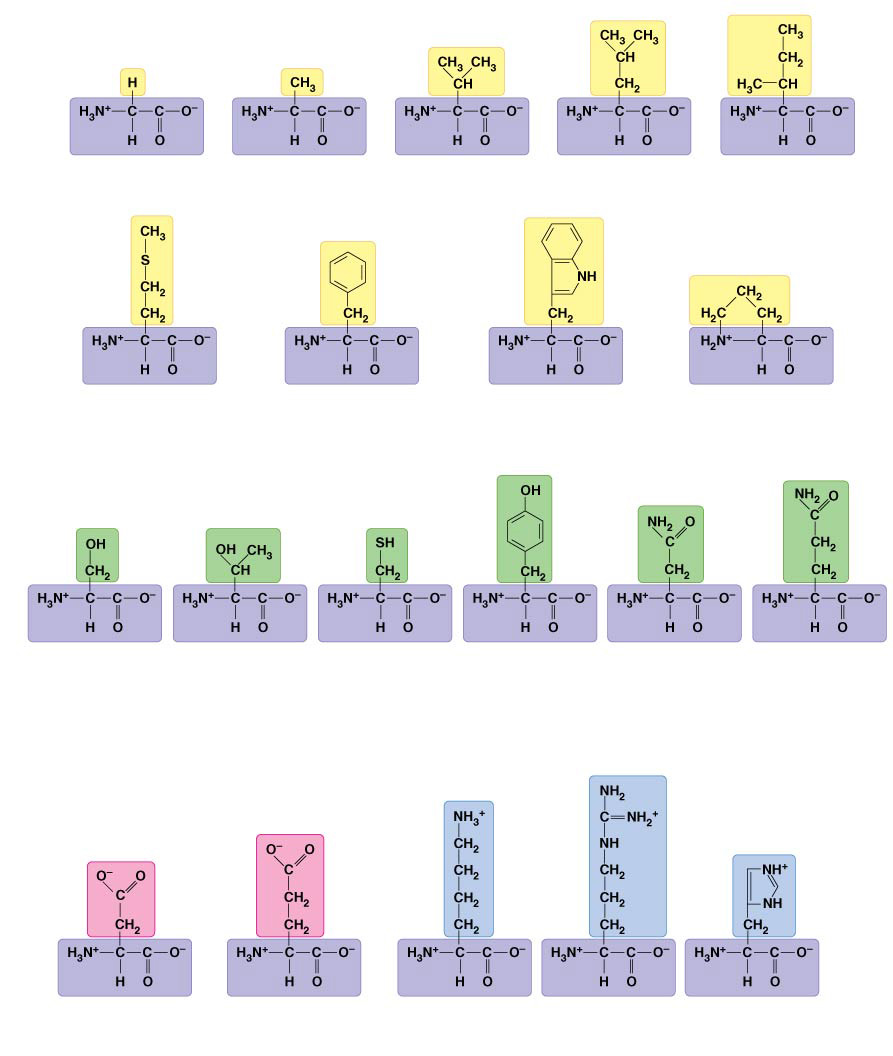 H
H₃N⁺ C C O⁻
H O
CH₃
H₃N⁺ C C O⁻
H O
CH₃ CH₃
CH
H₃N⁺ C C O⁻
H O
CH₃ CH₃
CH
CH₂
H₃N⁺ C C O⁻
H O
CH₃
CH₂
H₃C CH
H₃N⁺ C C O⁻
H O
CH₃
S
CH₂
CH₂
H₃N⁺ C C O⁻
H O
CH₂
H₃N⁺ C C O⁻
H O
NH
CH₂
H₃N⁺ C C O⁻
H O
CH₂
H₂C CH₂
H₂N⁺ C C O⁻
H O
OH
CH₂
H₃N⁺ C C O⁻
H O
OH CH₃
CH
H₃N⁺ C C O⁻
H O
SH
CH₂
H₃N⁺ C C O⁻
H O
OH
CH₂
H₃N⁺ C C O⁻
H O
NH₂ O
C
CH₂
H₃N⁺ C C O⁻
H O
NH₂ O
C
CH₂
CH₂
H₃N⁺ C C O⁻
H O
O⁻ O
C
CH₂
H₃N⁺ C C O⁻
H O
O⁻ O
C
CH₂
CH₂
H₃N⁺ C C O⁻
H O
NH₃⁺
CH₂
CH₂
CH₂
CH₂
H₃N⁺ C C O⁻
H O
NH₂
C=NH₂⁺
NH
CH₂
CH₂
CH₂
H₃N⁺ C C O⁻
H O
NH⁺
NH
CH₂
H₃N⁺ C C O⁻
H O